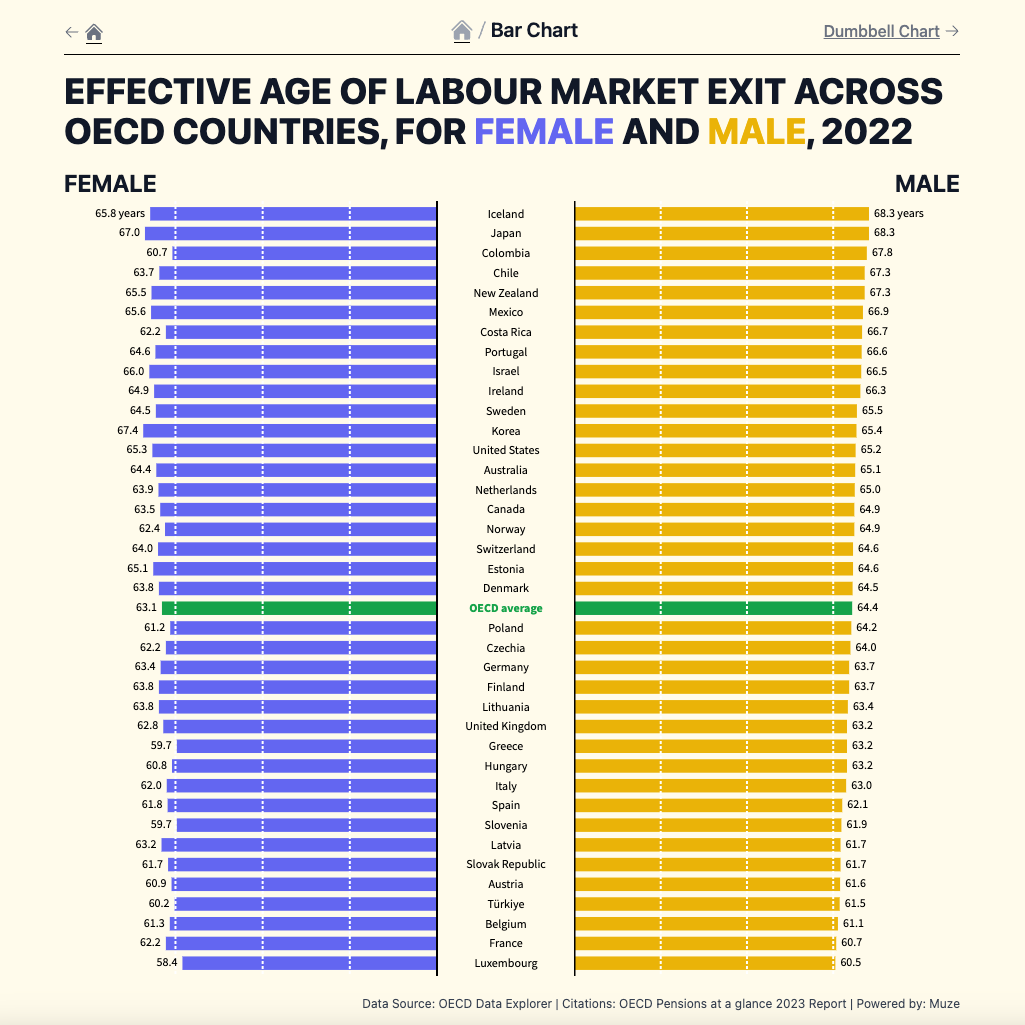 ← / Bar Chart Dumbbell Chart →
EFFECTIVE AGE OF LABOUR MARKET EXIT ACROSS
OECD COUNTRIES, FOR FEMALE AND MALE, 2022
FEMALE MALE
65.8 years Iceland 68.3 years
67.0 Japan 68.3
60.7 Colombia 67.8
63.7 Chile 67.3
65.5 New Zealand 67.3
65.6 Mexico 66.9
62.2 Costa Rica 66.7
64.6 Portugal 66.6
66.0 Israel 66.5
64.9 Ireland 66.3
64.5 Sweden 65.5
67.4 Korea 65.4
65.3 United States 65.2
64.4 Australia 65.1
63.9 Netherlands 65.0
63.5 Canada 64.9
62.4 Norway 64.9
64.0 Switzerland 64.6
65.1 Estonia 64.6
63.8 Denmark 64.5
63.1 OECD average 64.4
61.2 Poland 64.2
62.2 Czechia 64.0
63.4 Germany 63.7
63.8 Finland 63.7
63.8 Lithuania 63.4
62.8 United Kingdom 63.2
59.7 Greece 63.2
60.8 Hungary 63.2
62.0 Italy 63.0
61.8 Spain 62.1
59.7 Slovenia 61.9
63.2 Latvia 61.7
61.7 Slovak Republic 61.7
60.9 Austria 61.6
60.2 Türkiye 61.5
61.3 Belgium 61.1
62.2 France 60.7
58.4 Luxembourg 60.5
Data Source: OECD Data Explorer | Citations: OECD Pensions at a glance 2023 Report | Powered by: Muze